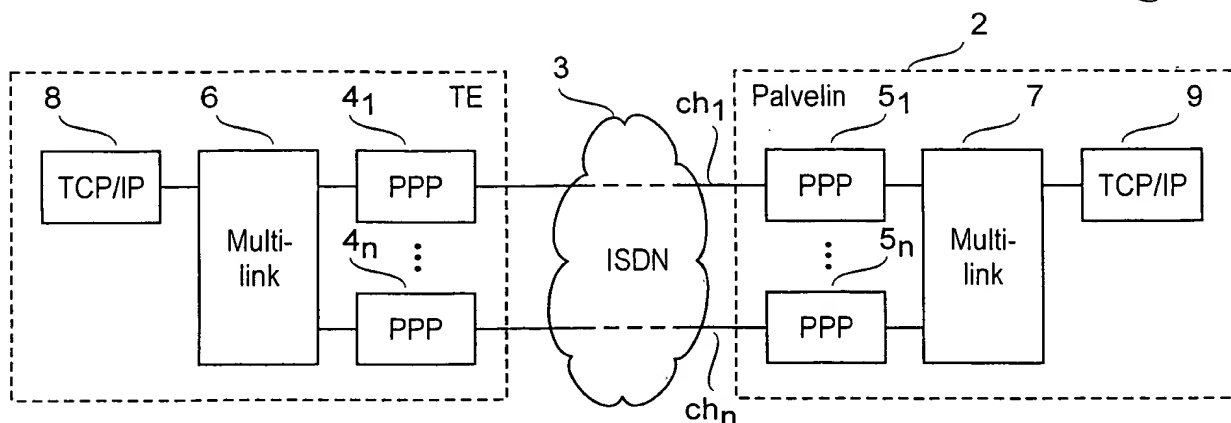 2
8
6
4₁
TE
3
ch₁
Palvelin
5₁
7
9
TCP/IP
Multi-
link
PPP
PPP
Multi-
link
TCP/IP
4ₙ
⋮
ISDN
⋮
5ₙ
PPP
PPP
chₙ